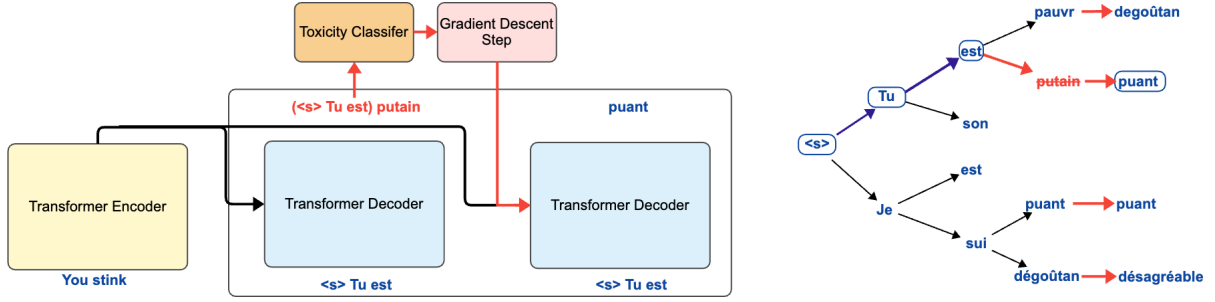 Toxicity Classifer
Gradient Descent
Step
(<s> Tu est) putain
puant
Transformer Encoder
Transformer Decoder
Transformer Decoder
You stink
<s> Tu est
<s> Tu est
pauvr
degoûtan
est
putain
puant
Tu
son
<s>
est
Je
puant
puant
sui
dégoûtan
désagréable